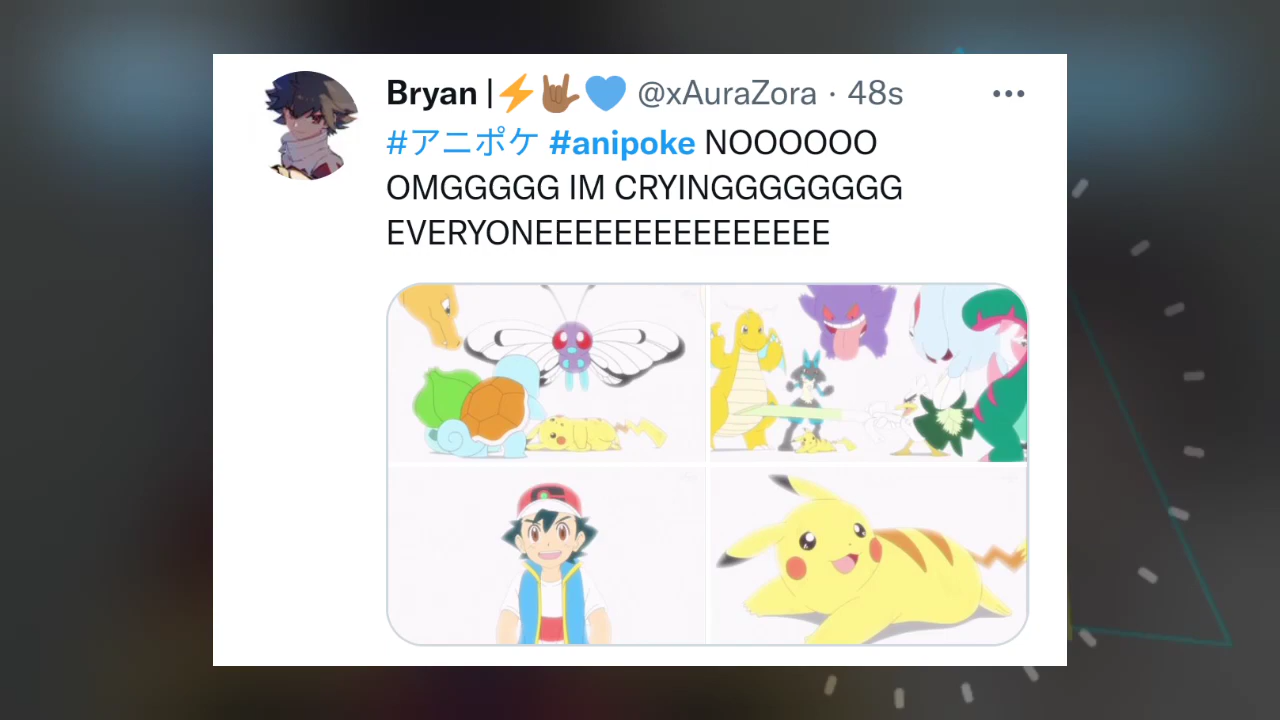 Bryan |⚡🤟🏾💙 @xAuraZora · 48s
#アニポケ #anipoke NOOOOOO
OMGGGGG IM CRYINGGGGGGGG
EVERYONEEEEEEEEEEEEEEE